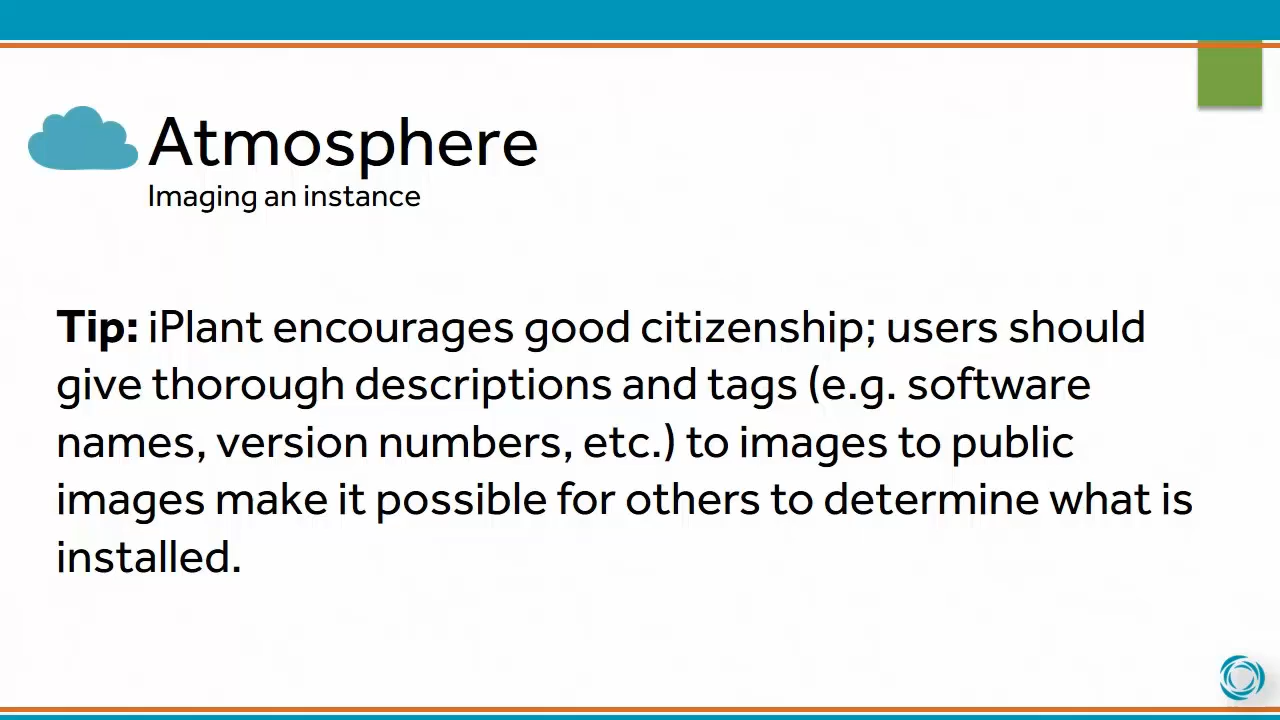 Atmosphere
Imaging an instance
Tip: iPlant encourages good citizenship; users should
give thorough descriptions and tags (e.g. software
names, version numbers, etc.) to images to public
images make it possible for others to determine what is
installed.